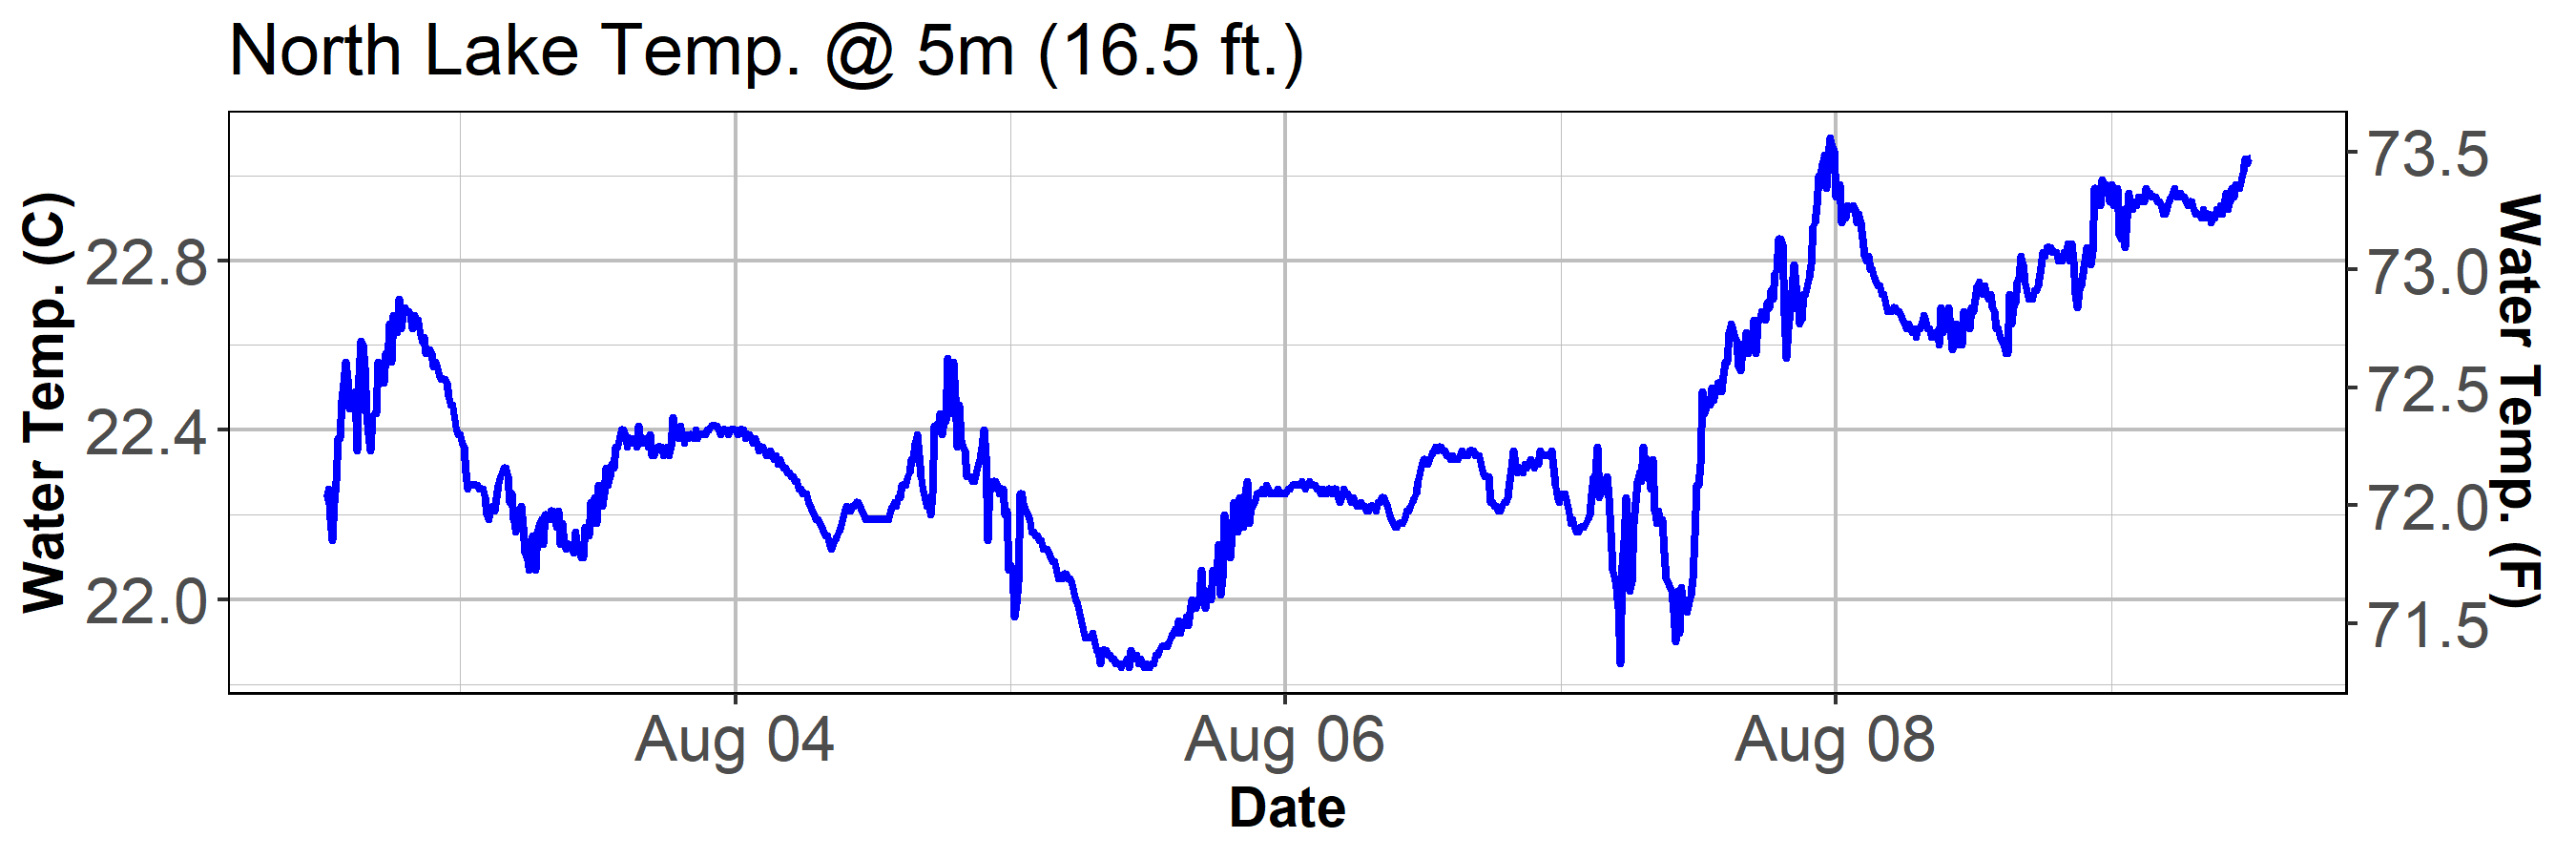 North Lake Temp. @ 5m (16.5 ft.)
Water Temp. (C)
22.8
22.4
22.0
73.5
73.0
72.5
72.0
71.5
Water Temp. (F)
Aug 04 Aug 06 Aug 08
Date